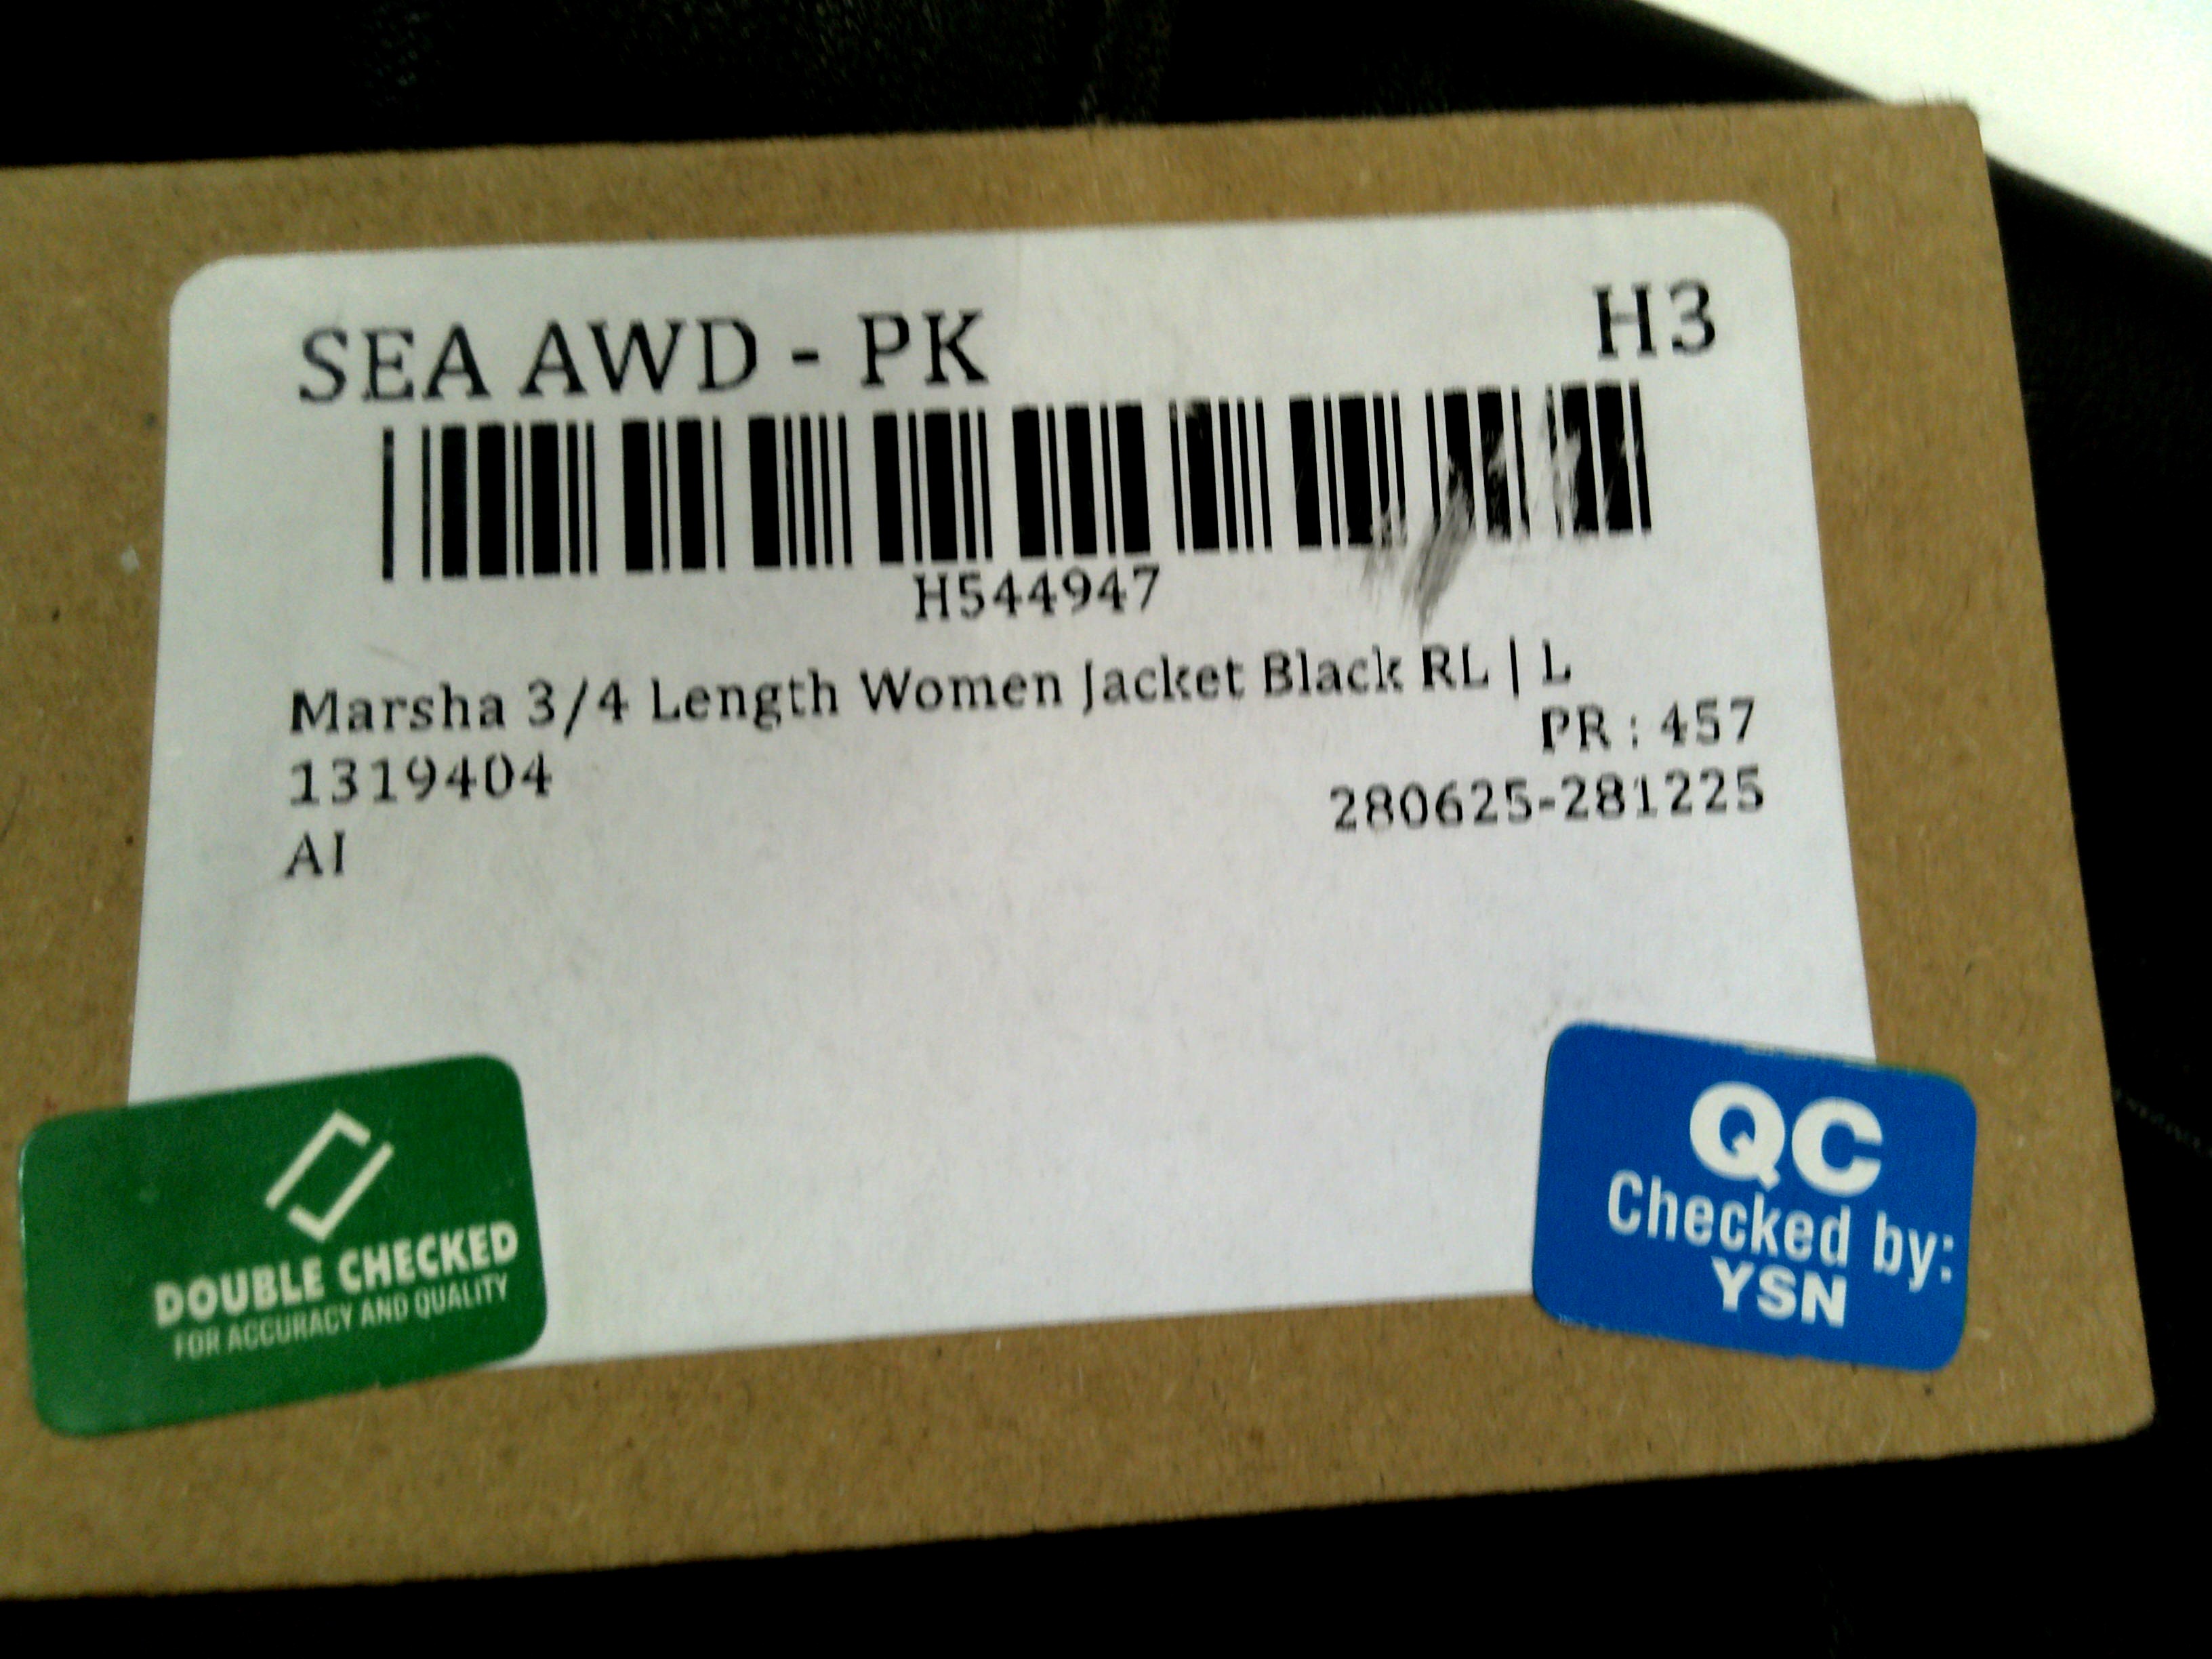 SEA AWD - PK
H3
H544947
Marsha 3/4 Length Women Jacket Black RL | L
PR : 457
1319404
280625-281225
AI
DOUBLE CHECKED
FOR ACCURACY AND QUALITY
QC
Checked by:
YSN